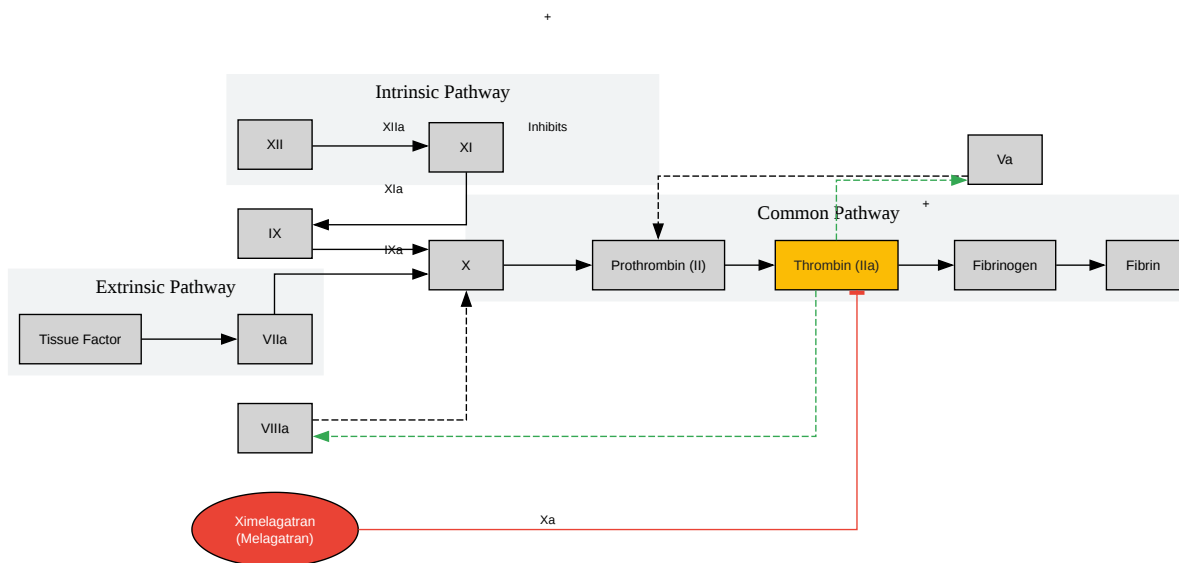 +
Intrinsic Pathway
XII
XIIa
XI
Inhibits
Va
XIa
Common Pathway
+
IX
IXa
X
Prothrombin (II)
Thrombin (IIa)
Fibrinogen
Fibrin
Extrinsic Pathway
Tissue Factor
VIIa
VIIIa
Ximelagatran
(Melagatran)
Xa